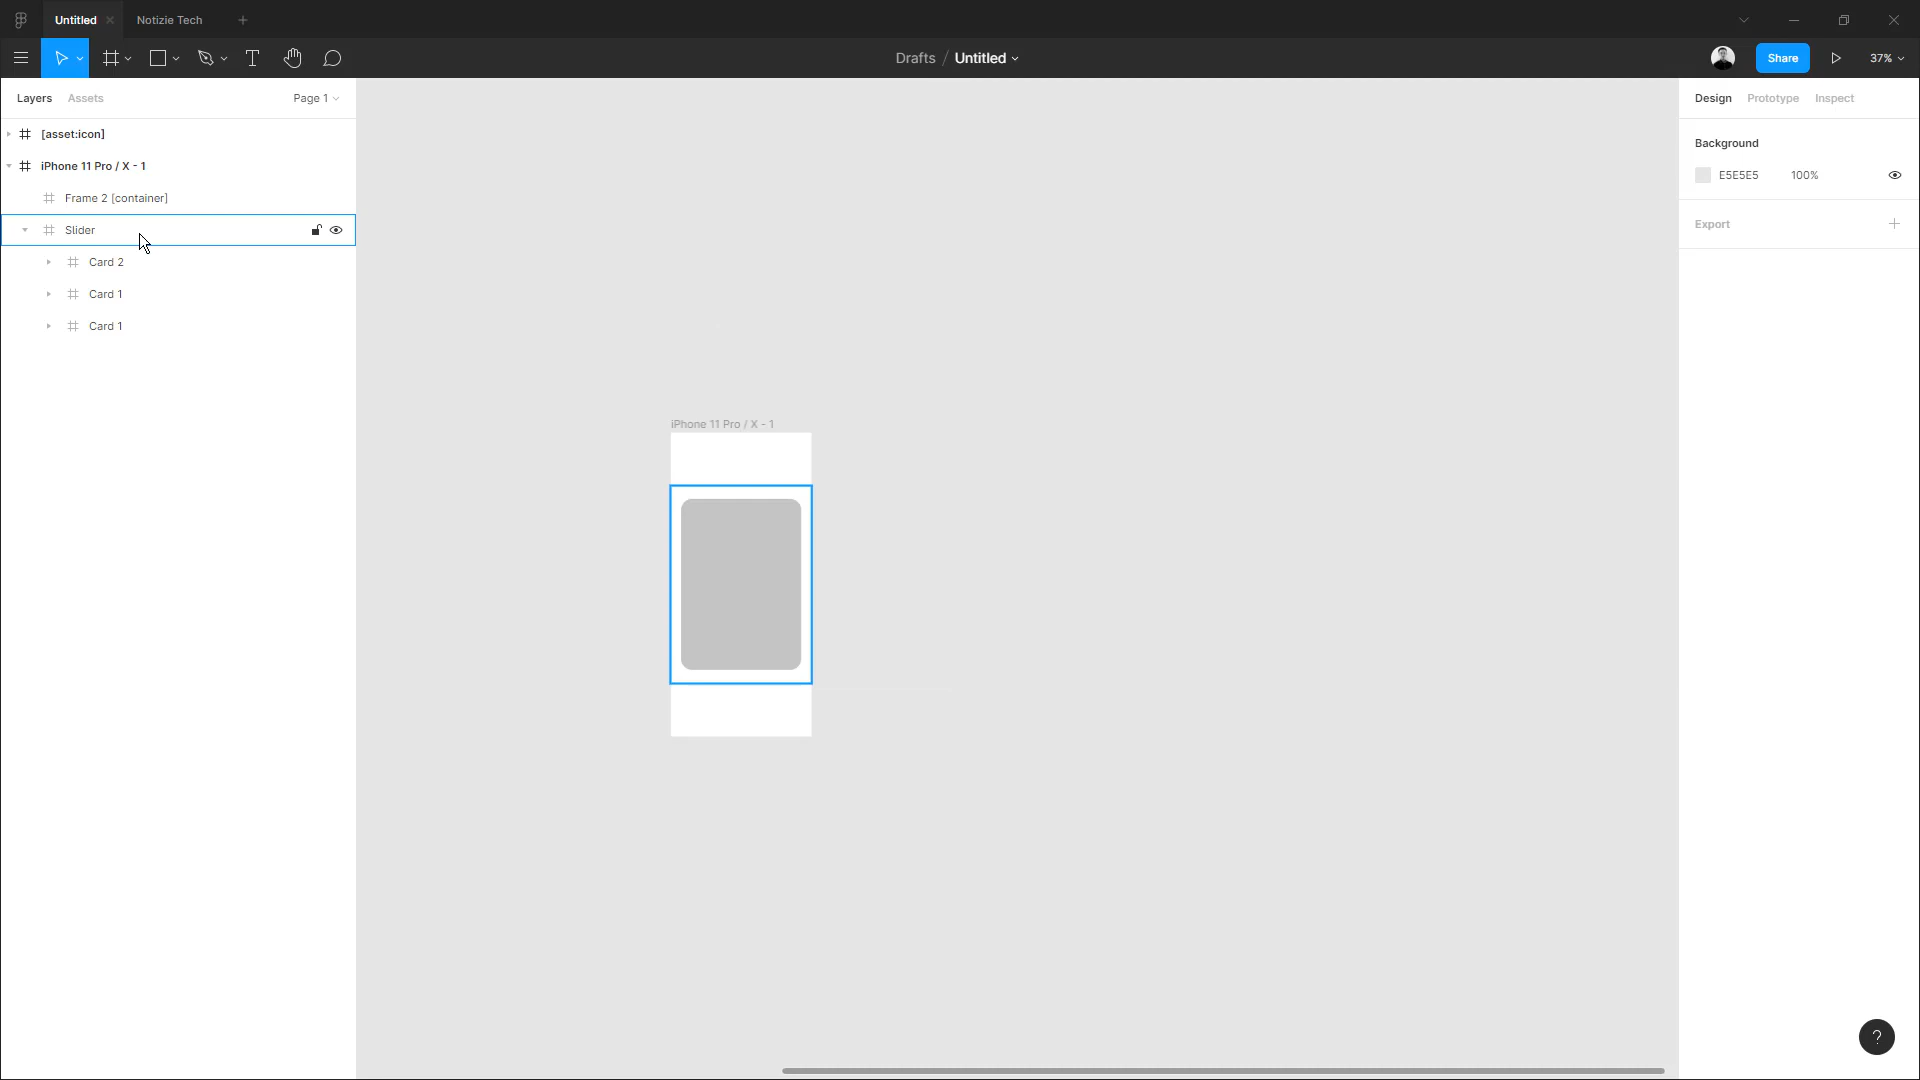 Untitled
Notizie Tech
Drafts / Untitled
Share
37%
Layers
Assets
Page 1
Design
Prototype
Inspect
[asset:icon]
iPhone 11 Pro / X - 1
Frame 2 [container]
Slider
Card 2
Card 1
Card 1
Background
E5E5E5
100%
Export
iPhone 11 Pro / X - 1
?